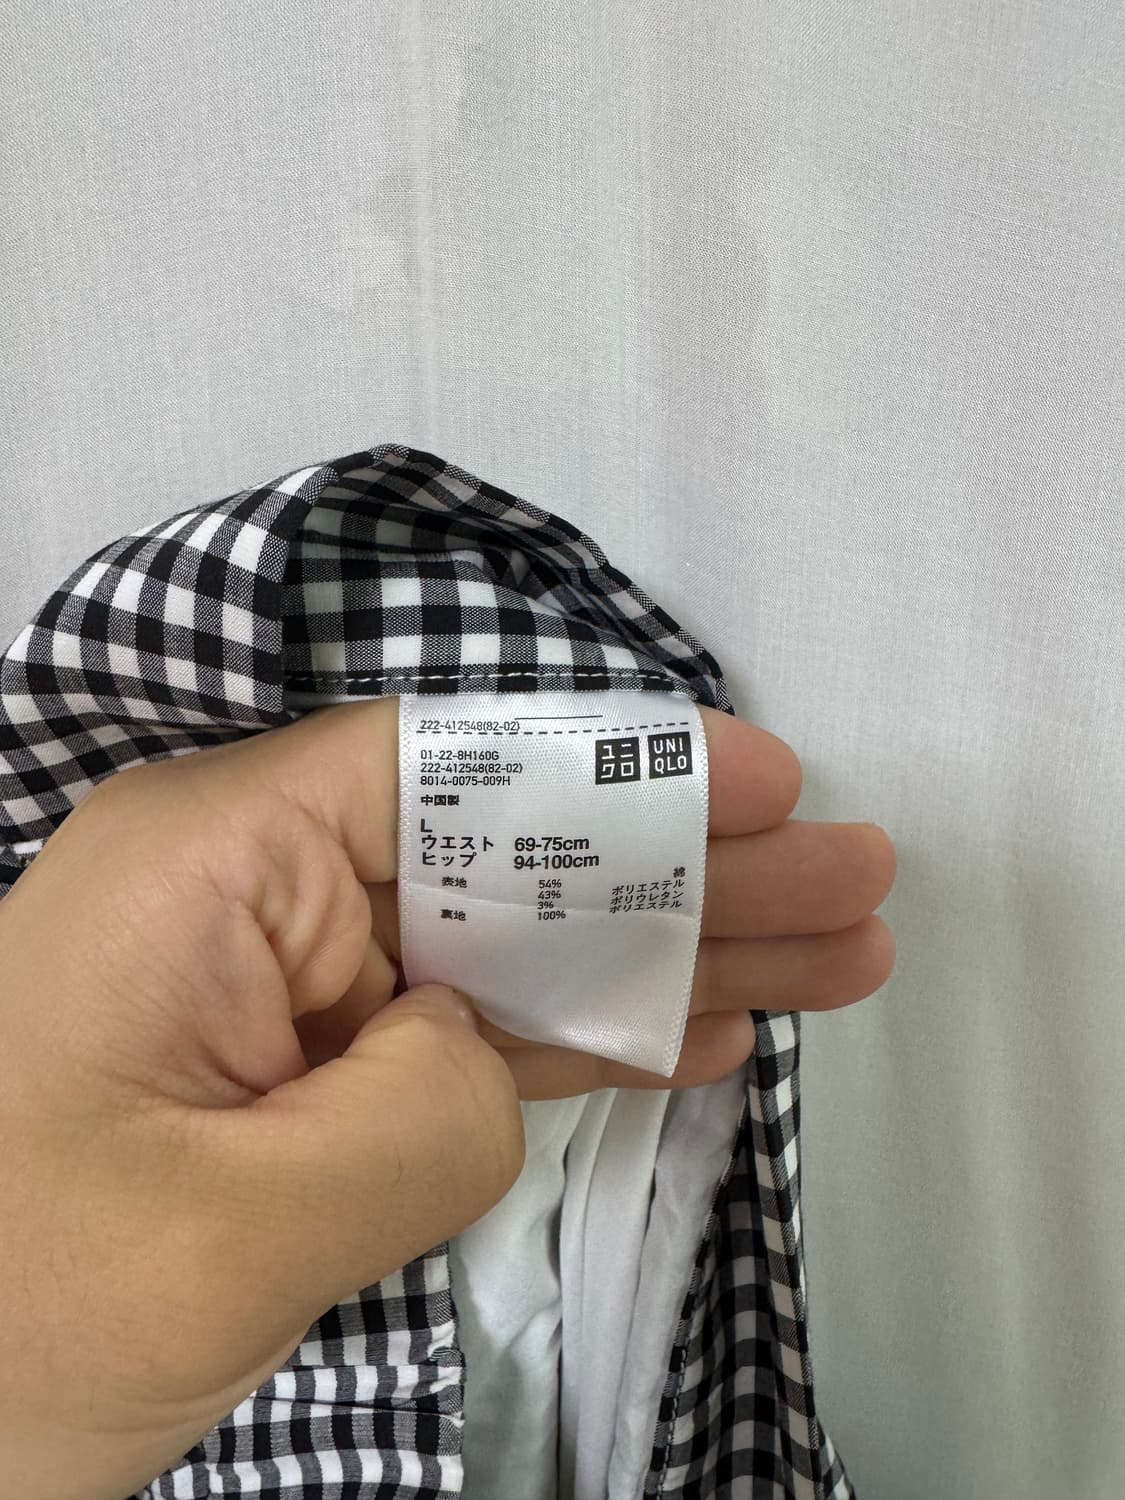 222-412548(82-02)
01-22-8H160G
222-412548(82-02)
8014-0075-009H
ユニ
クロ
UNI
QLO
中国製
L
ウエスト 69-75cm
ヒップ 94-100cm
表地 54% 綿
43% ポリエステル
3% ポリウレタン
裏地 100% ポリエステル